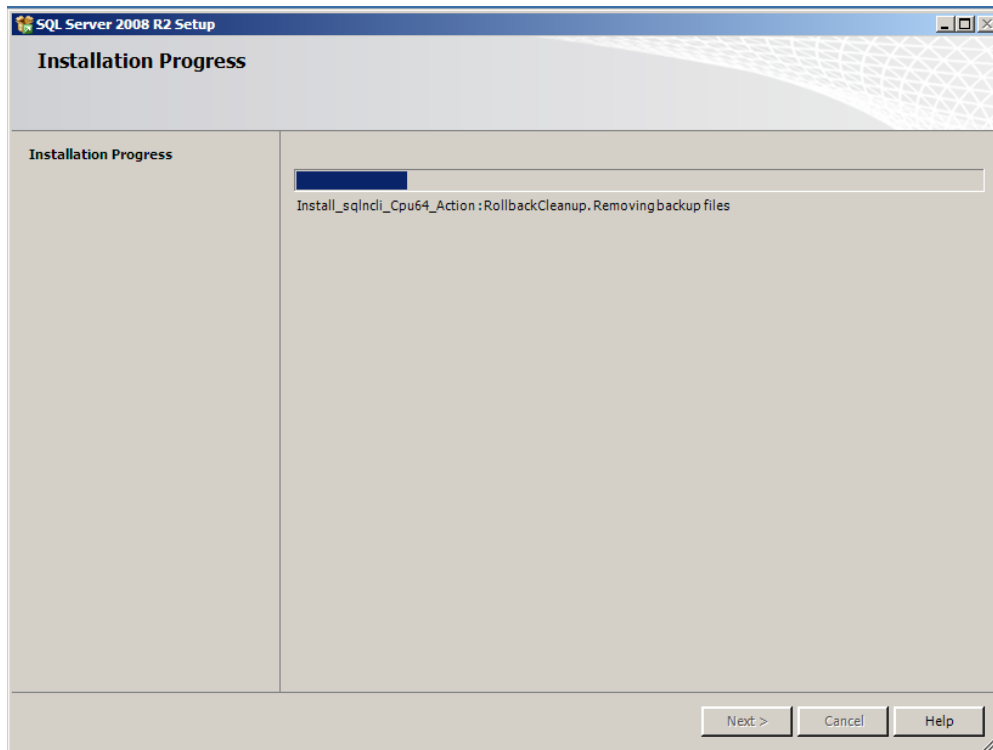 SQL Server 2008 R2 Setup
Installation Progress
Installation Progress
Install_sqlncli_Cpu64_Action : RollbackCleanup. Removing backup files
Next >
Cancel
Help